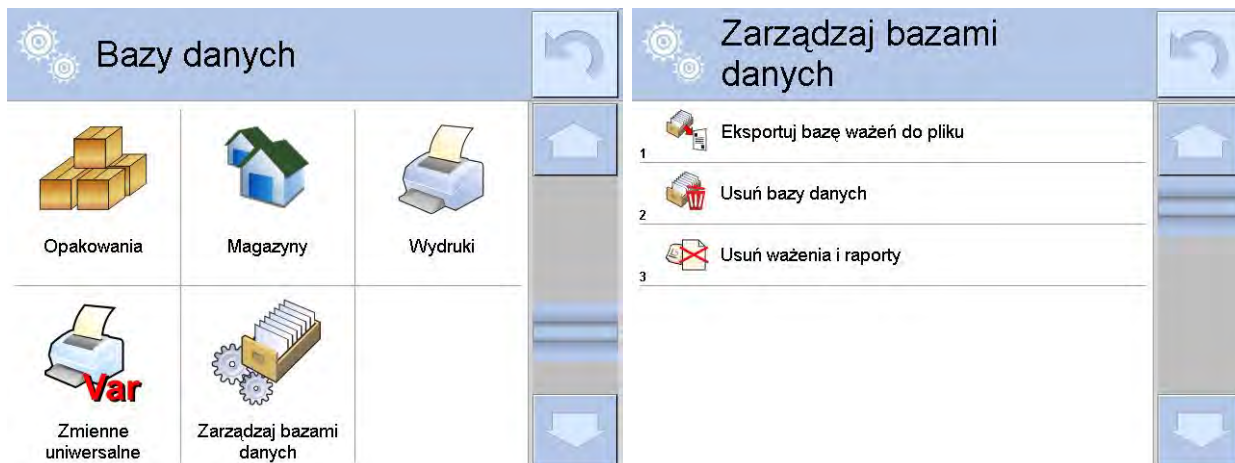 Bazy danych
Opakowania
Magazyny
Wydruki
Var
Zmienne
uniwersalne
Zarządzaj bazami
danych
Zarządzaj bazami
danych
1 Eksportuj bazę ważeń do pliku
2 Usuń bazy danych
3 Usuń ważenia i raporty